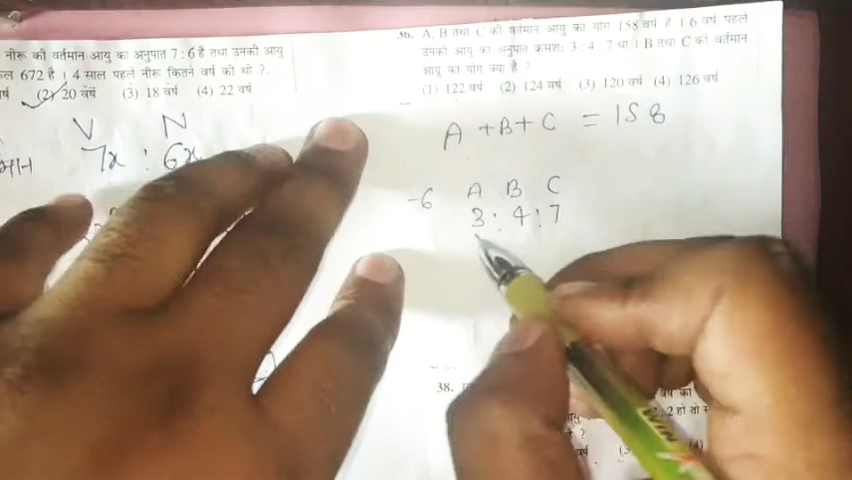 नीरू की वर्तमान आयु का अनुपात 7 : 6 है तथा उनकी आयु
672 है । 4 साल पहले नीरू कितने वर्ष की थी ?
(2) 20 वर्ष (3) 18 वर्ष (4) 22 वर्ष
V N
मान 7x : 6x
36. A, B तथा C की वर्तमान आयु का योग 158 वर्ष है । 6 वर्ष पहले
उनकी आयु का अनुपात क्रमशः 3 : 4 : 7 था । B तथा C की वर्तमान
आयु का योग क्या है ?
(1) 122 वर्ष (2) 124 वर्ष (3) 120 वर्ष (4) 126 वर्ष
A + B + C = 158
-6 A B C
3 : 4 : 7
38.